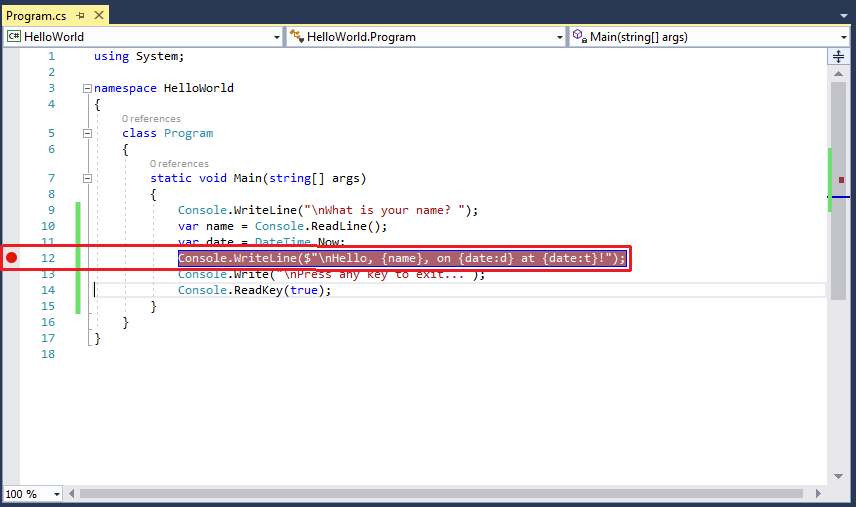 Program.cs
C# HelloWorld
HelloWorld.Program
Main(string[] args)
1 using System;
2
3 namespace HelloWorld
4 {
0 references
5 class Program
6 {
0 references
7 static void Main(string[] args)
8 {
9 Console.WriteLine("\nWhat is your name? ");
10 var name = Console.ReadLine();
11 var date = DateTime.Now;
12 Console.WriteLine($"\nHello, {name}, on {date:d} at {date:t}!");
13 Console.Write("\nPress any key to exit... ");
14 Console.ReadKey(true);
15 }
16 }
17 }
18
100 %